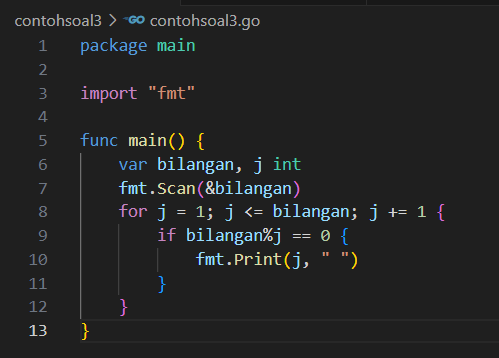 contohsoal3 > GO contohsoal3.go
1 package main
2
3 import "fmt"
4
5 func main() {
6     var bilangan, j int
7     fmt.Scan(&bilangan)
8     for j = 1; j <= bilangan; j += 1 {
9         if bilangan%j == 0 {
10             fmt.Print(j, " ")
11         }
12     }
13 }